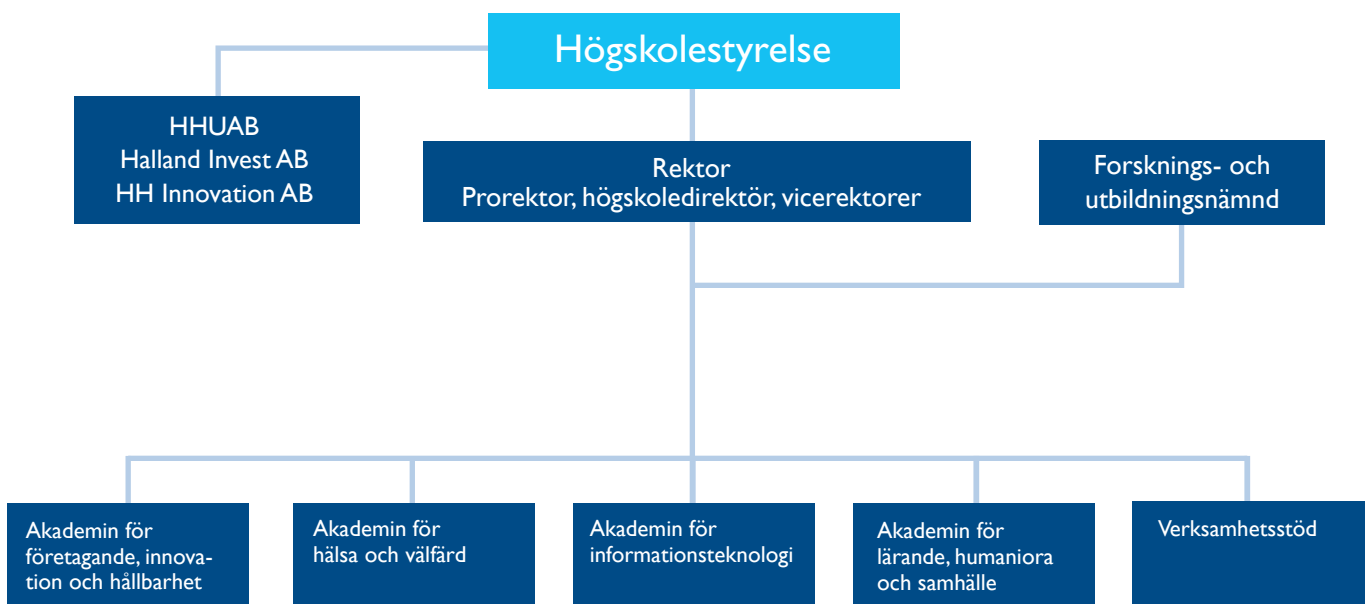 Högskolestyrelse
HHUAB
Halland Invest AB
HH Innovation AB
Rektor
Prorektor, högskoledirektör, vicerektorer
Forsknings- och
utbildningsnämnd
Akademin för
företagande, innova-
tion och hållbarhet
Akademin för
hälsa och välfärd
Akademin för
informationsteknologi
Akademin för
lärande, humaniora
och samhälle
Verksamhetsstöd